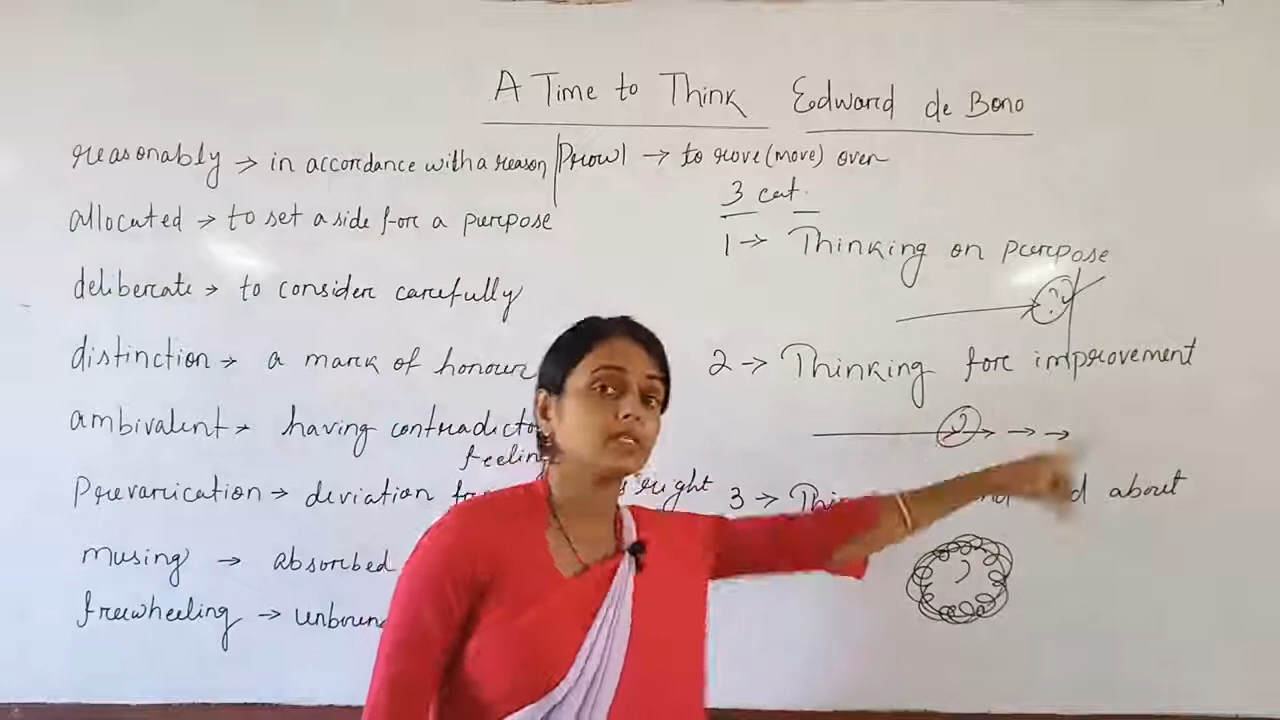 A Time to Think Edward de Bono
reasonably → in accordance with a reason
allocated → to set aside for a purpose
deliberate → to consider carefully
distinction → a mark of honour
ambivalent → having contradicto
feeling
Prevarication → deviation right
musing → absorbed
freewheeling → unboun
Prowl → to rove (move) over
3 cat.
1 → Thinking on purpose
?
2 → Thinking for improvement
?
3 → about